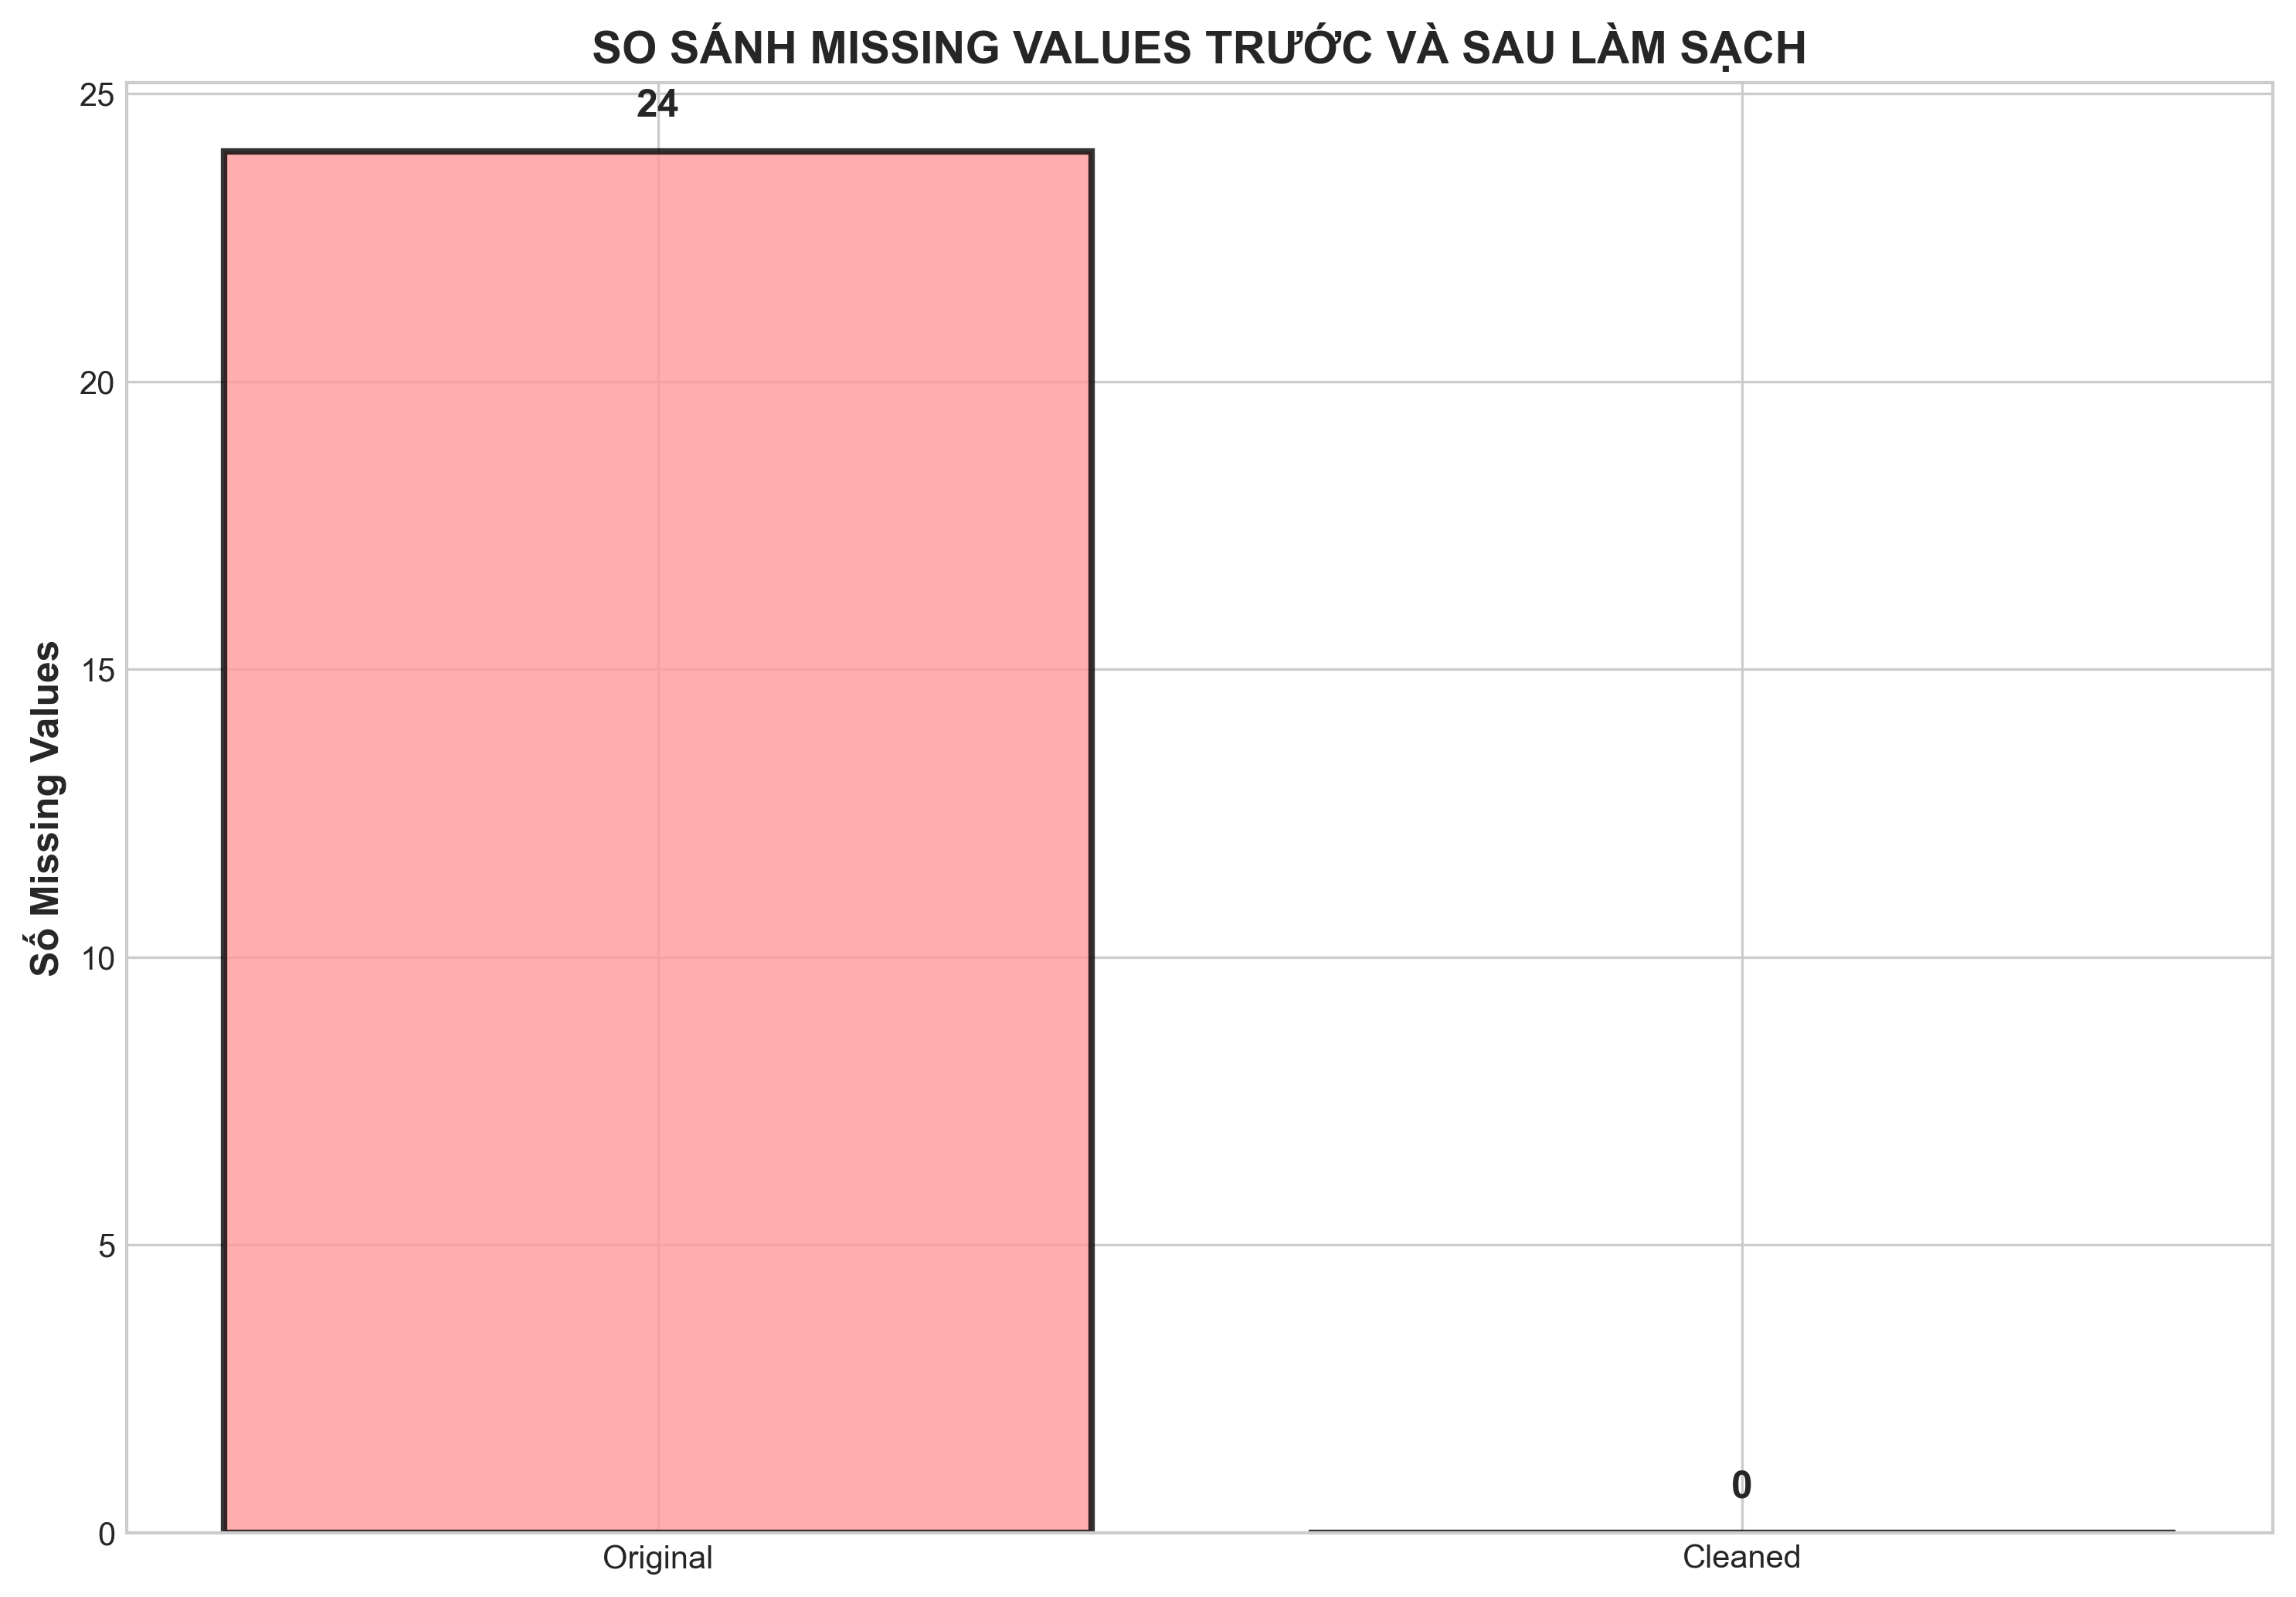 SO SÁNH MISSING VALUES TRƯỚC VÀ SAU LÀM SẠCH
25
24
20
15
10
5
0
Số Missing Values
0
Original
Cleaned